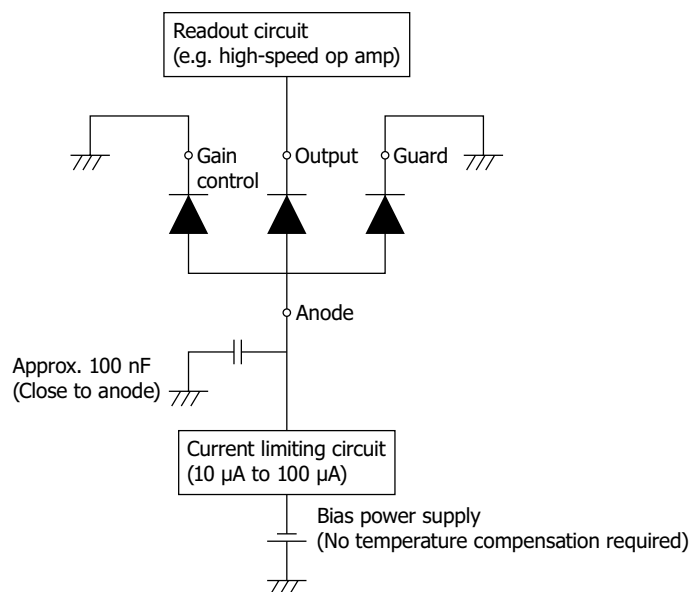 Readout circuit
(e.g. high-speed op amp)
Gain
control
Output
Guard
Anode
Approx. 100 nF
(Close to anode)
Current limiting circuit
(10 µA to 100 µA)
Bias power supply
(No temperature compensation required)